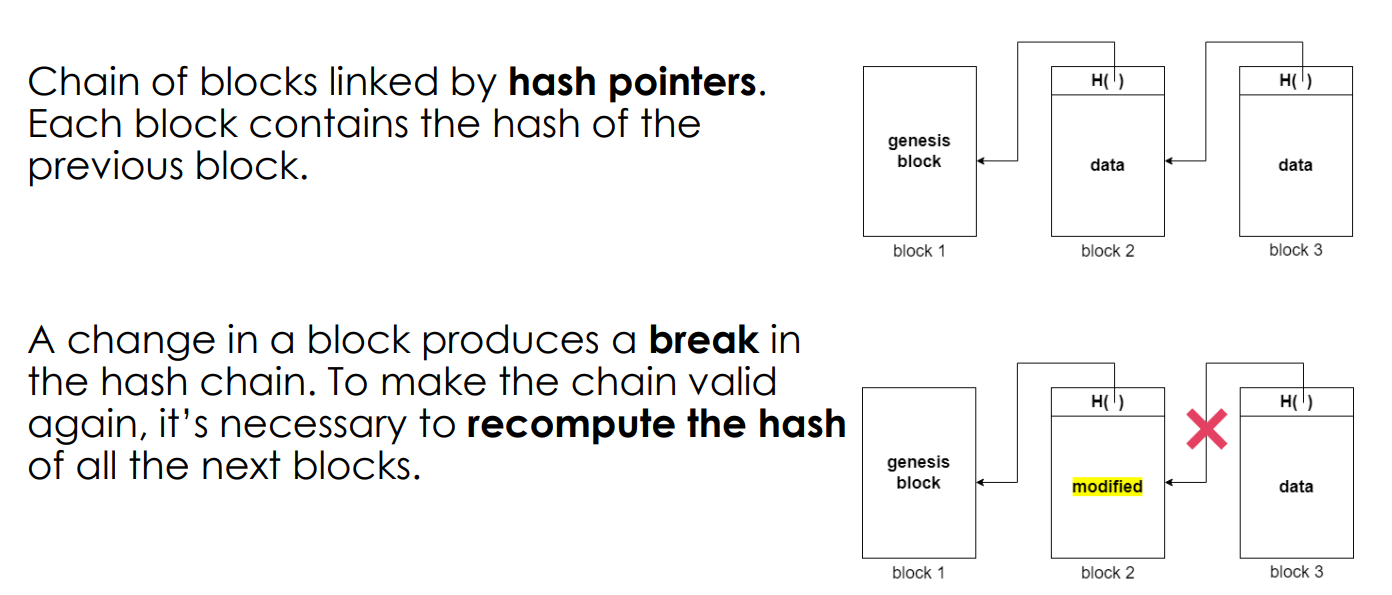 Chain of blocks linked by hash pointers.
Each block contains the hash of the
previous block.
H( )
H( )
genesis
block
data
data
block 1
block 2
block 3
A change in a block produces a break in
the hash chain. To make the chain valid
again, it's necessary to recompute the hash
of all the next blocks.
H( )
H( )
genesis
block
modified
data
block 1
block 2
block 3